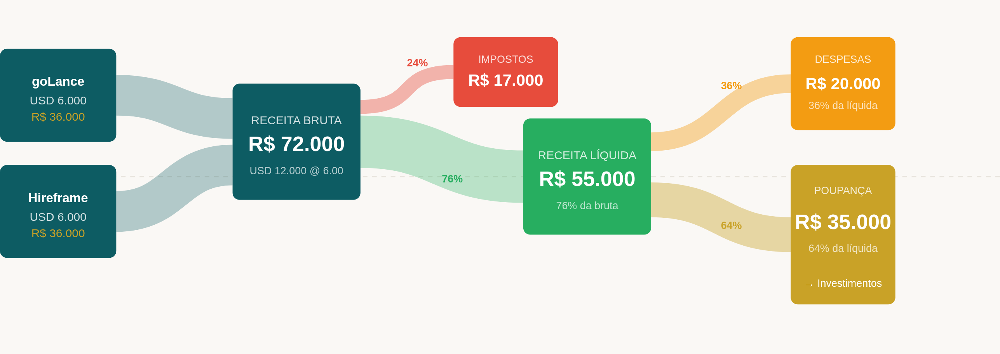 goLance
USD 6.000
R$ 36.000
Hireframe
USD 6.000
R$ 36.000
RECEITA BRUTA
R$ 72.000
USD 12.000 @ 6.00
24%
76%
IMPOSTOS
R$ 17.000
RECEITA LÍQUIDA
R$ 55.000
76% da bruta
36%
64%
DESPESAS
R$ 20.000
36% da líquida
POUPANÇA
R$ 35.000
64% da líquida
→ Investimentos